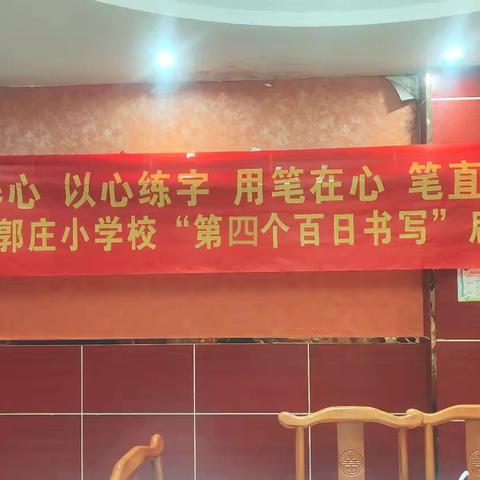 心 以心练字 用笔在心 笔直
郭庄小学校“第四个百日书写”